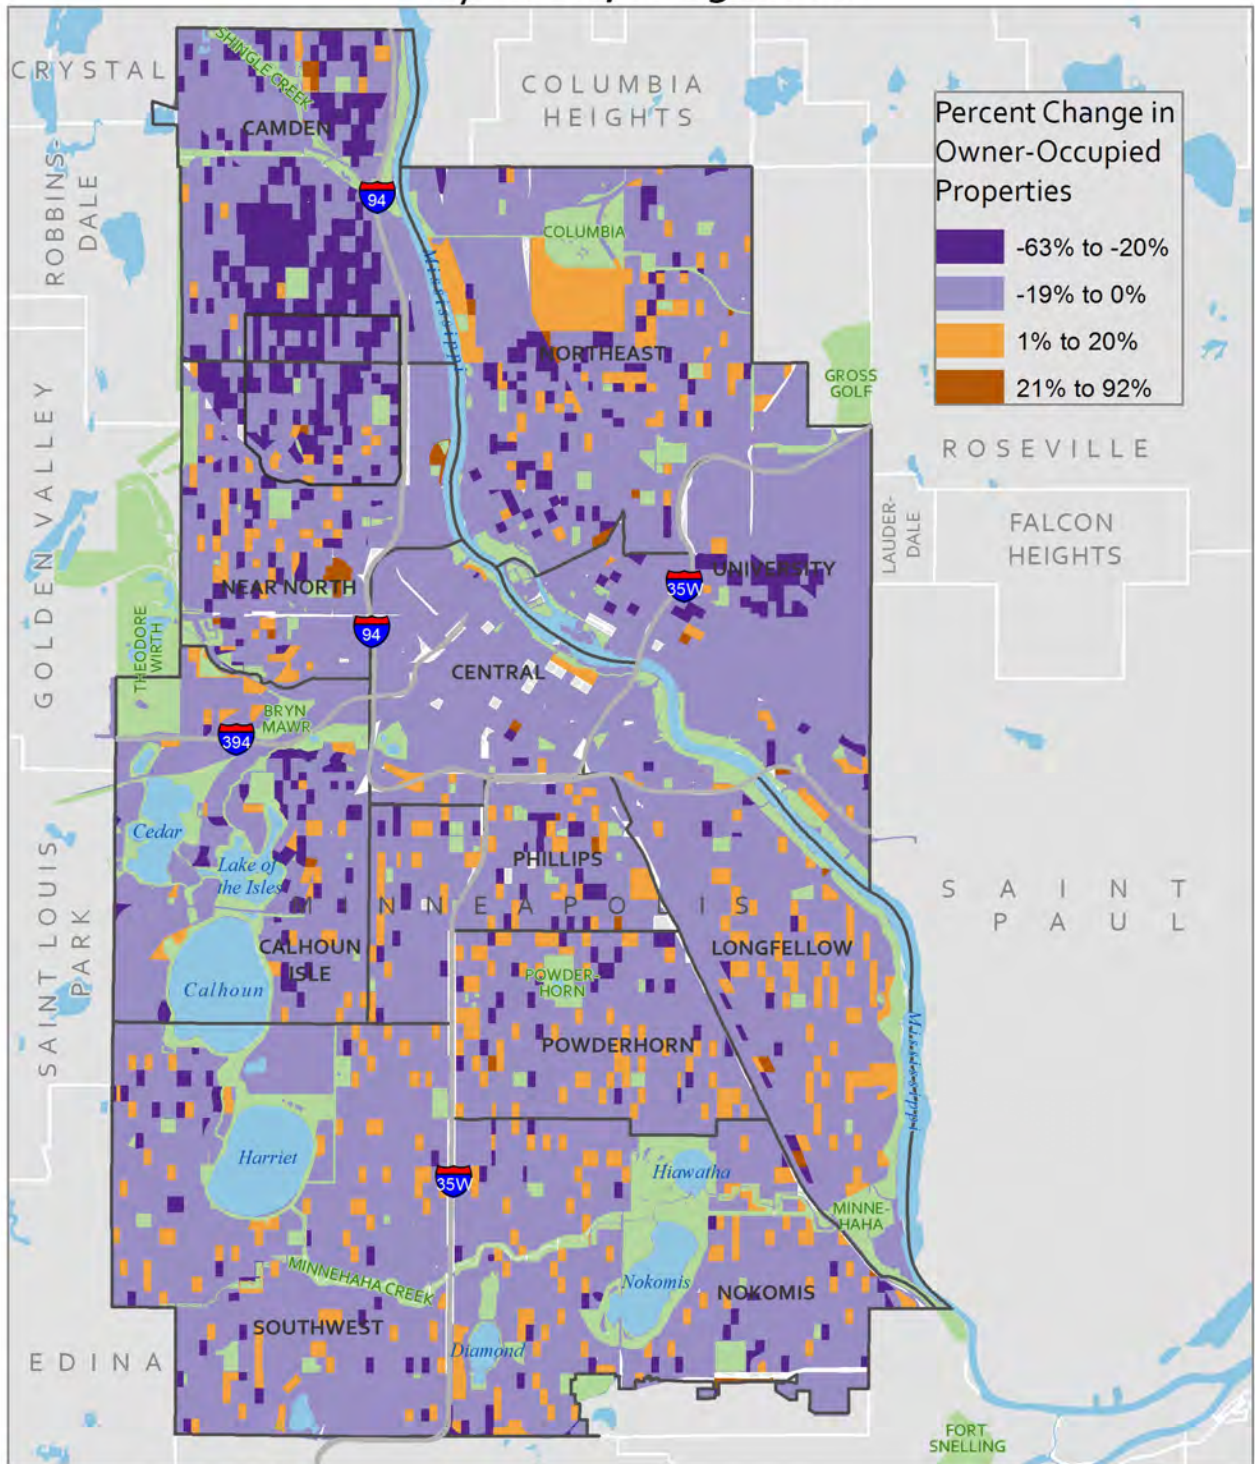 CRYSTAL
SHINGLE CREEK
COLUMBIA
HEIGHTS
CAMDEN
Percent Change in
Owner-Occupied
Properties
-63% to -20%
-19% to 0%
1% to 20%
21% to 92%
ROBBINS-
DALE
94
COLUMBIA
Mississippi
NORTHEAST
GROSS
GOLF
GOLDEN VALLEY
ROSEVILLE
LAUDER-
DALE
FALCON
HEIGHTS
NEAR NORTH
UNIVERSITY
35W
94
THEODORE
WIRTH
CENTRAL
BRYN
MAWR
394
Cedar
Lake of
the Isles
PHILLIPS
MINNEAPOLIS
SAINT
PAUL
SAINT LOUIS
PARK
CALHOUN
ISLE
LONGFELLOW
Calhoun
POWDER-
HORN
POWDERHORN
Mississippi
Harriet
35W
Hiawatha
MINNE-
HAHA
MINNEHAHA CREEK
Nokomis
NOKOMIS
SOUTHWEST
Diamond
EDINA
FORT
SNELLING